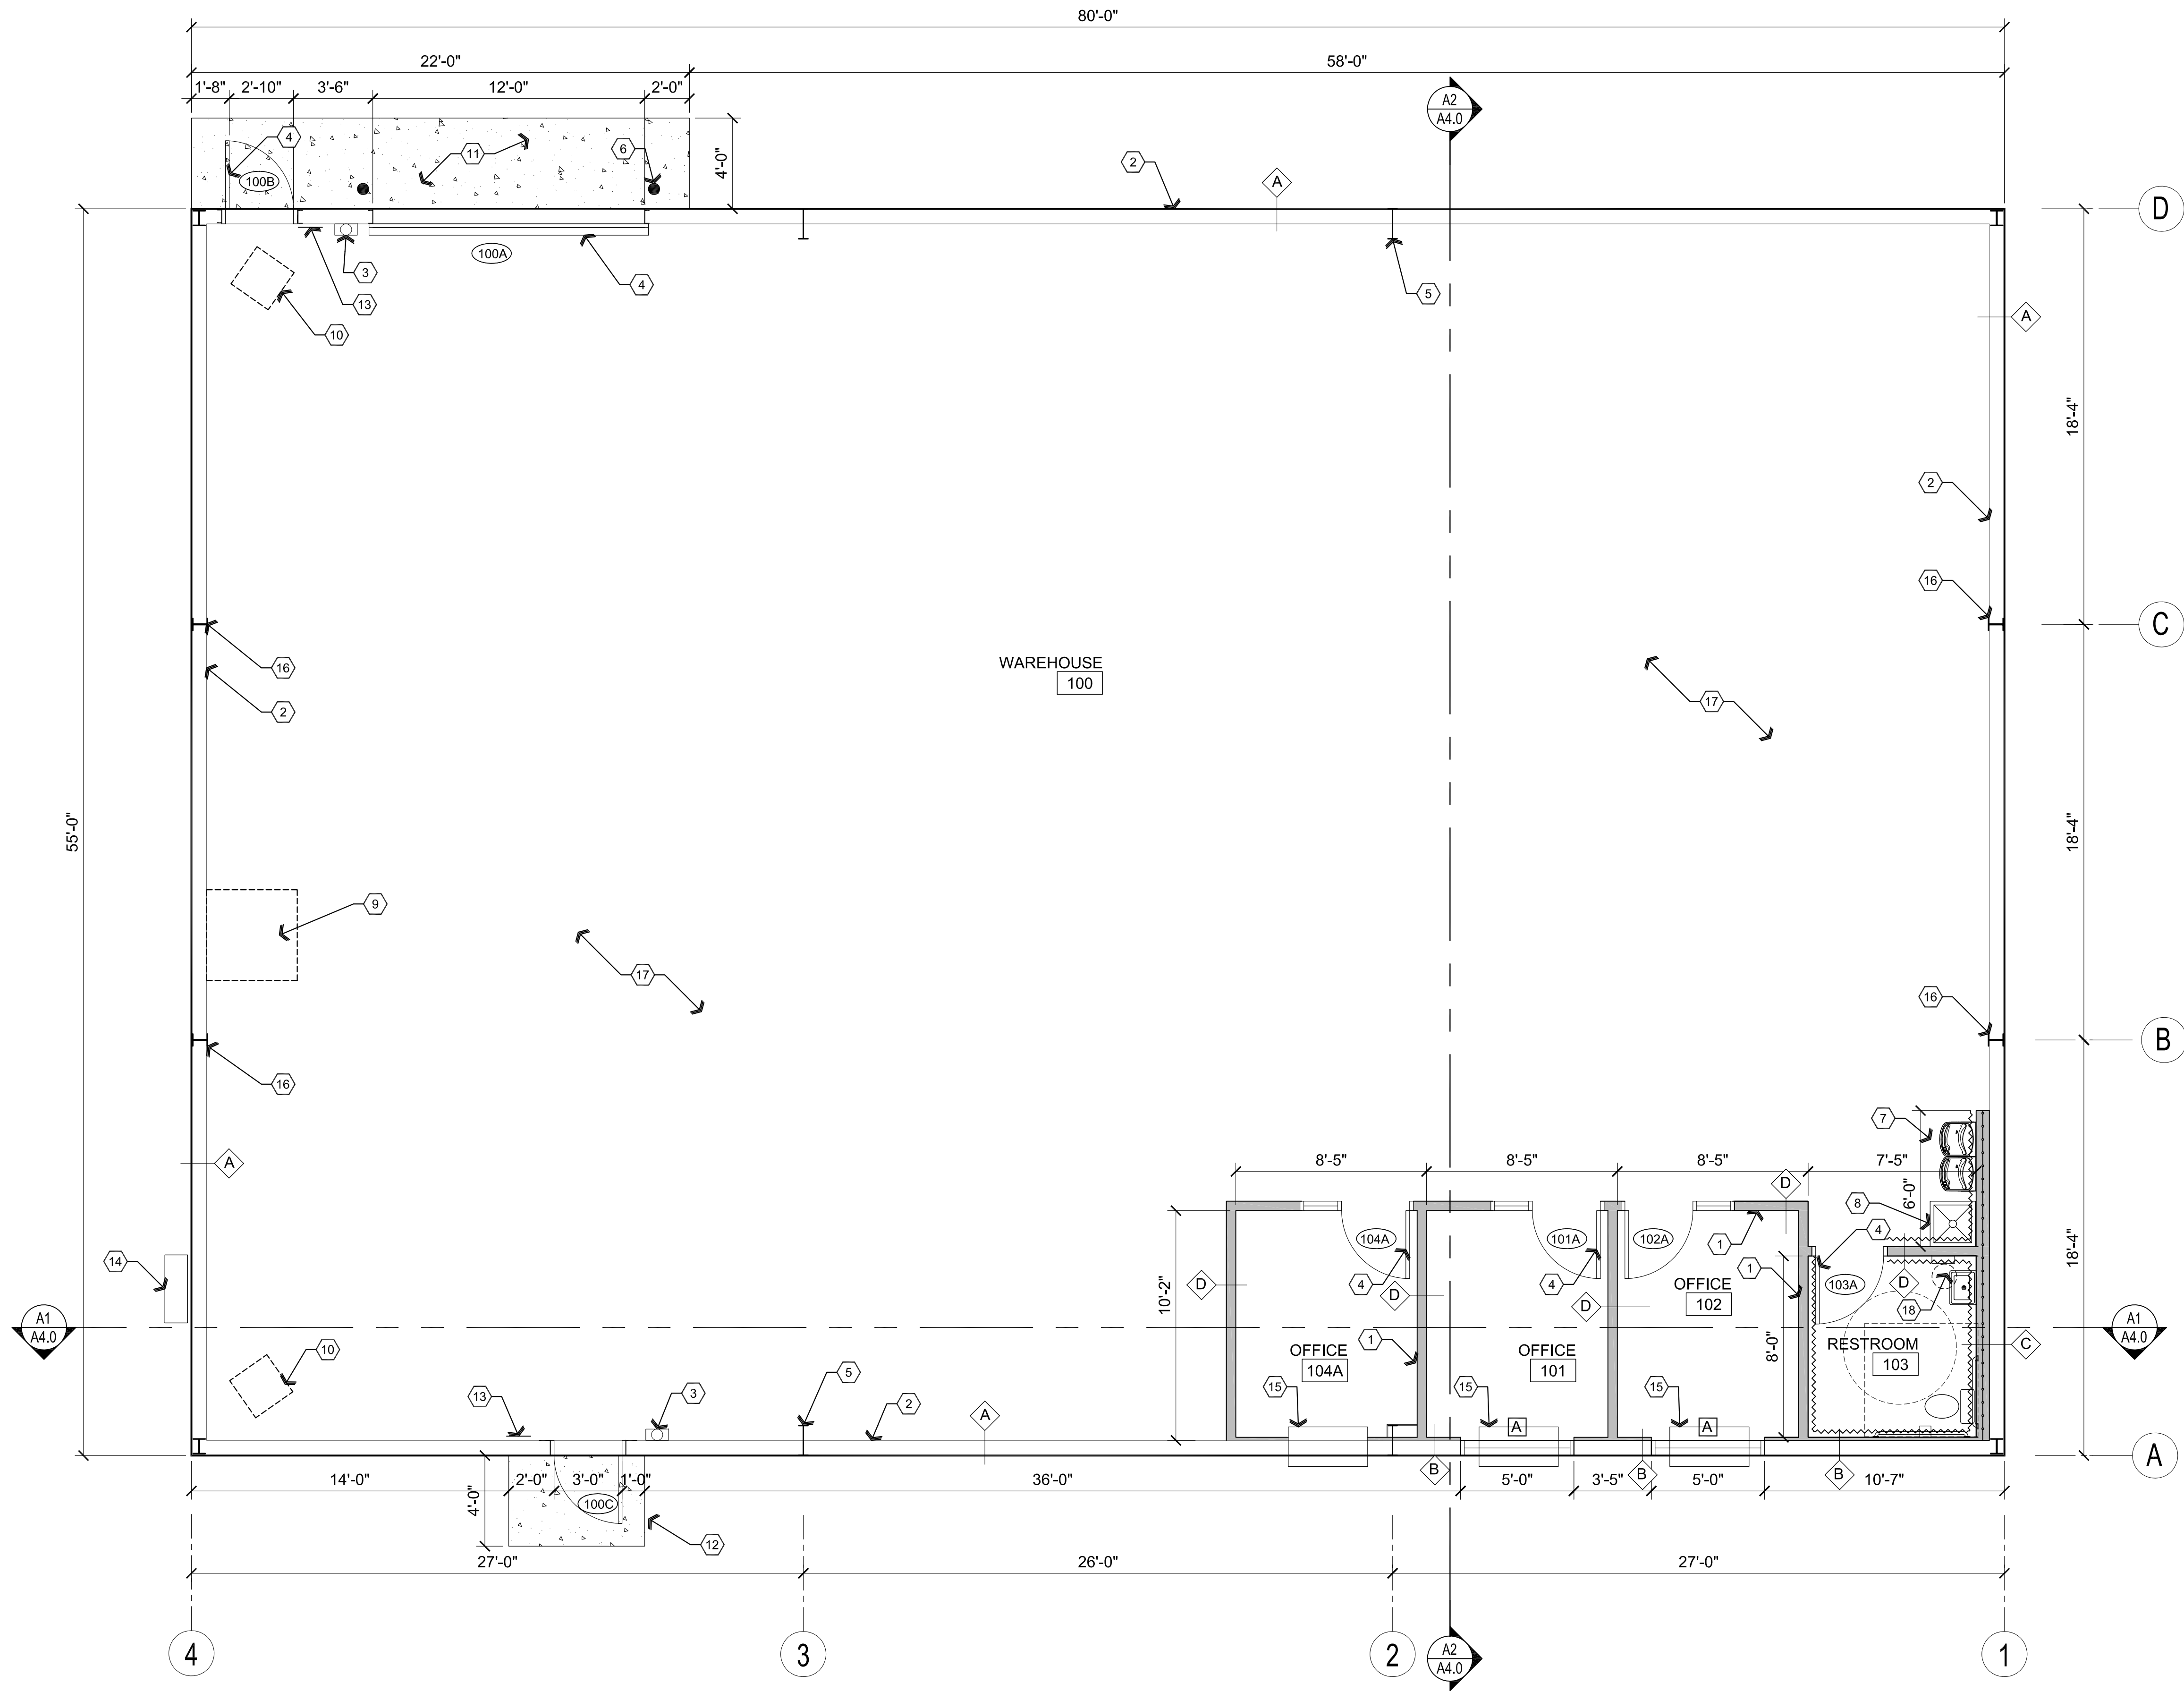 80'-0"
22'-0"
58'-0"
1'-8"
2'-10"
3'-6"
12'-0"
2'-0"
A2
A4.0
4
11
6
100B
4'-0"
2
A
D
100A
3
4
13
5
10
A
18'-4"
2
16
C
WAREHOUSE
100
16
2
17
55'-0"
18'-4"
9
17
16
B
16
7
A
8'-5"
8'-5"
8'-5"
7'-5"
D
6'-0"
8
4
104A
101A
102A
1
1
14
D
4
4
D
D
OFFICE
102
103A
D
18
18'-4"
10'-2"
A1
A4.0
A1
A4.0
10
1
OFFICE
104A
OFFICE
101
8'-0"
RESTROOM
103
C
5
15
15
15
13
3
2
A
A
A
A
B
B
B
14'-0"
2'-0"
3'-0"
1'-0"
36'-0"
5'-0"
3'-5"
5'-0"
10'-7"
4'-0"
100C
12
27'-0"
26'-0"
27'-0"
4
3
2
A2
A4.0
1